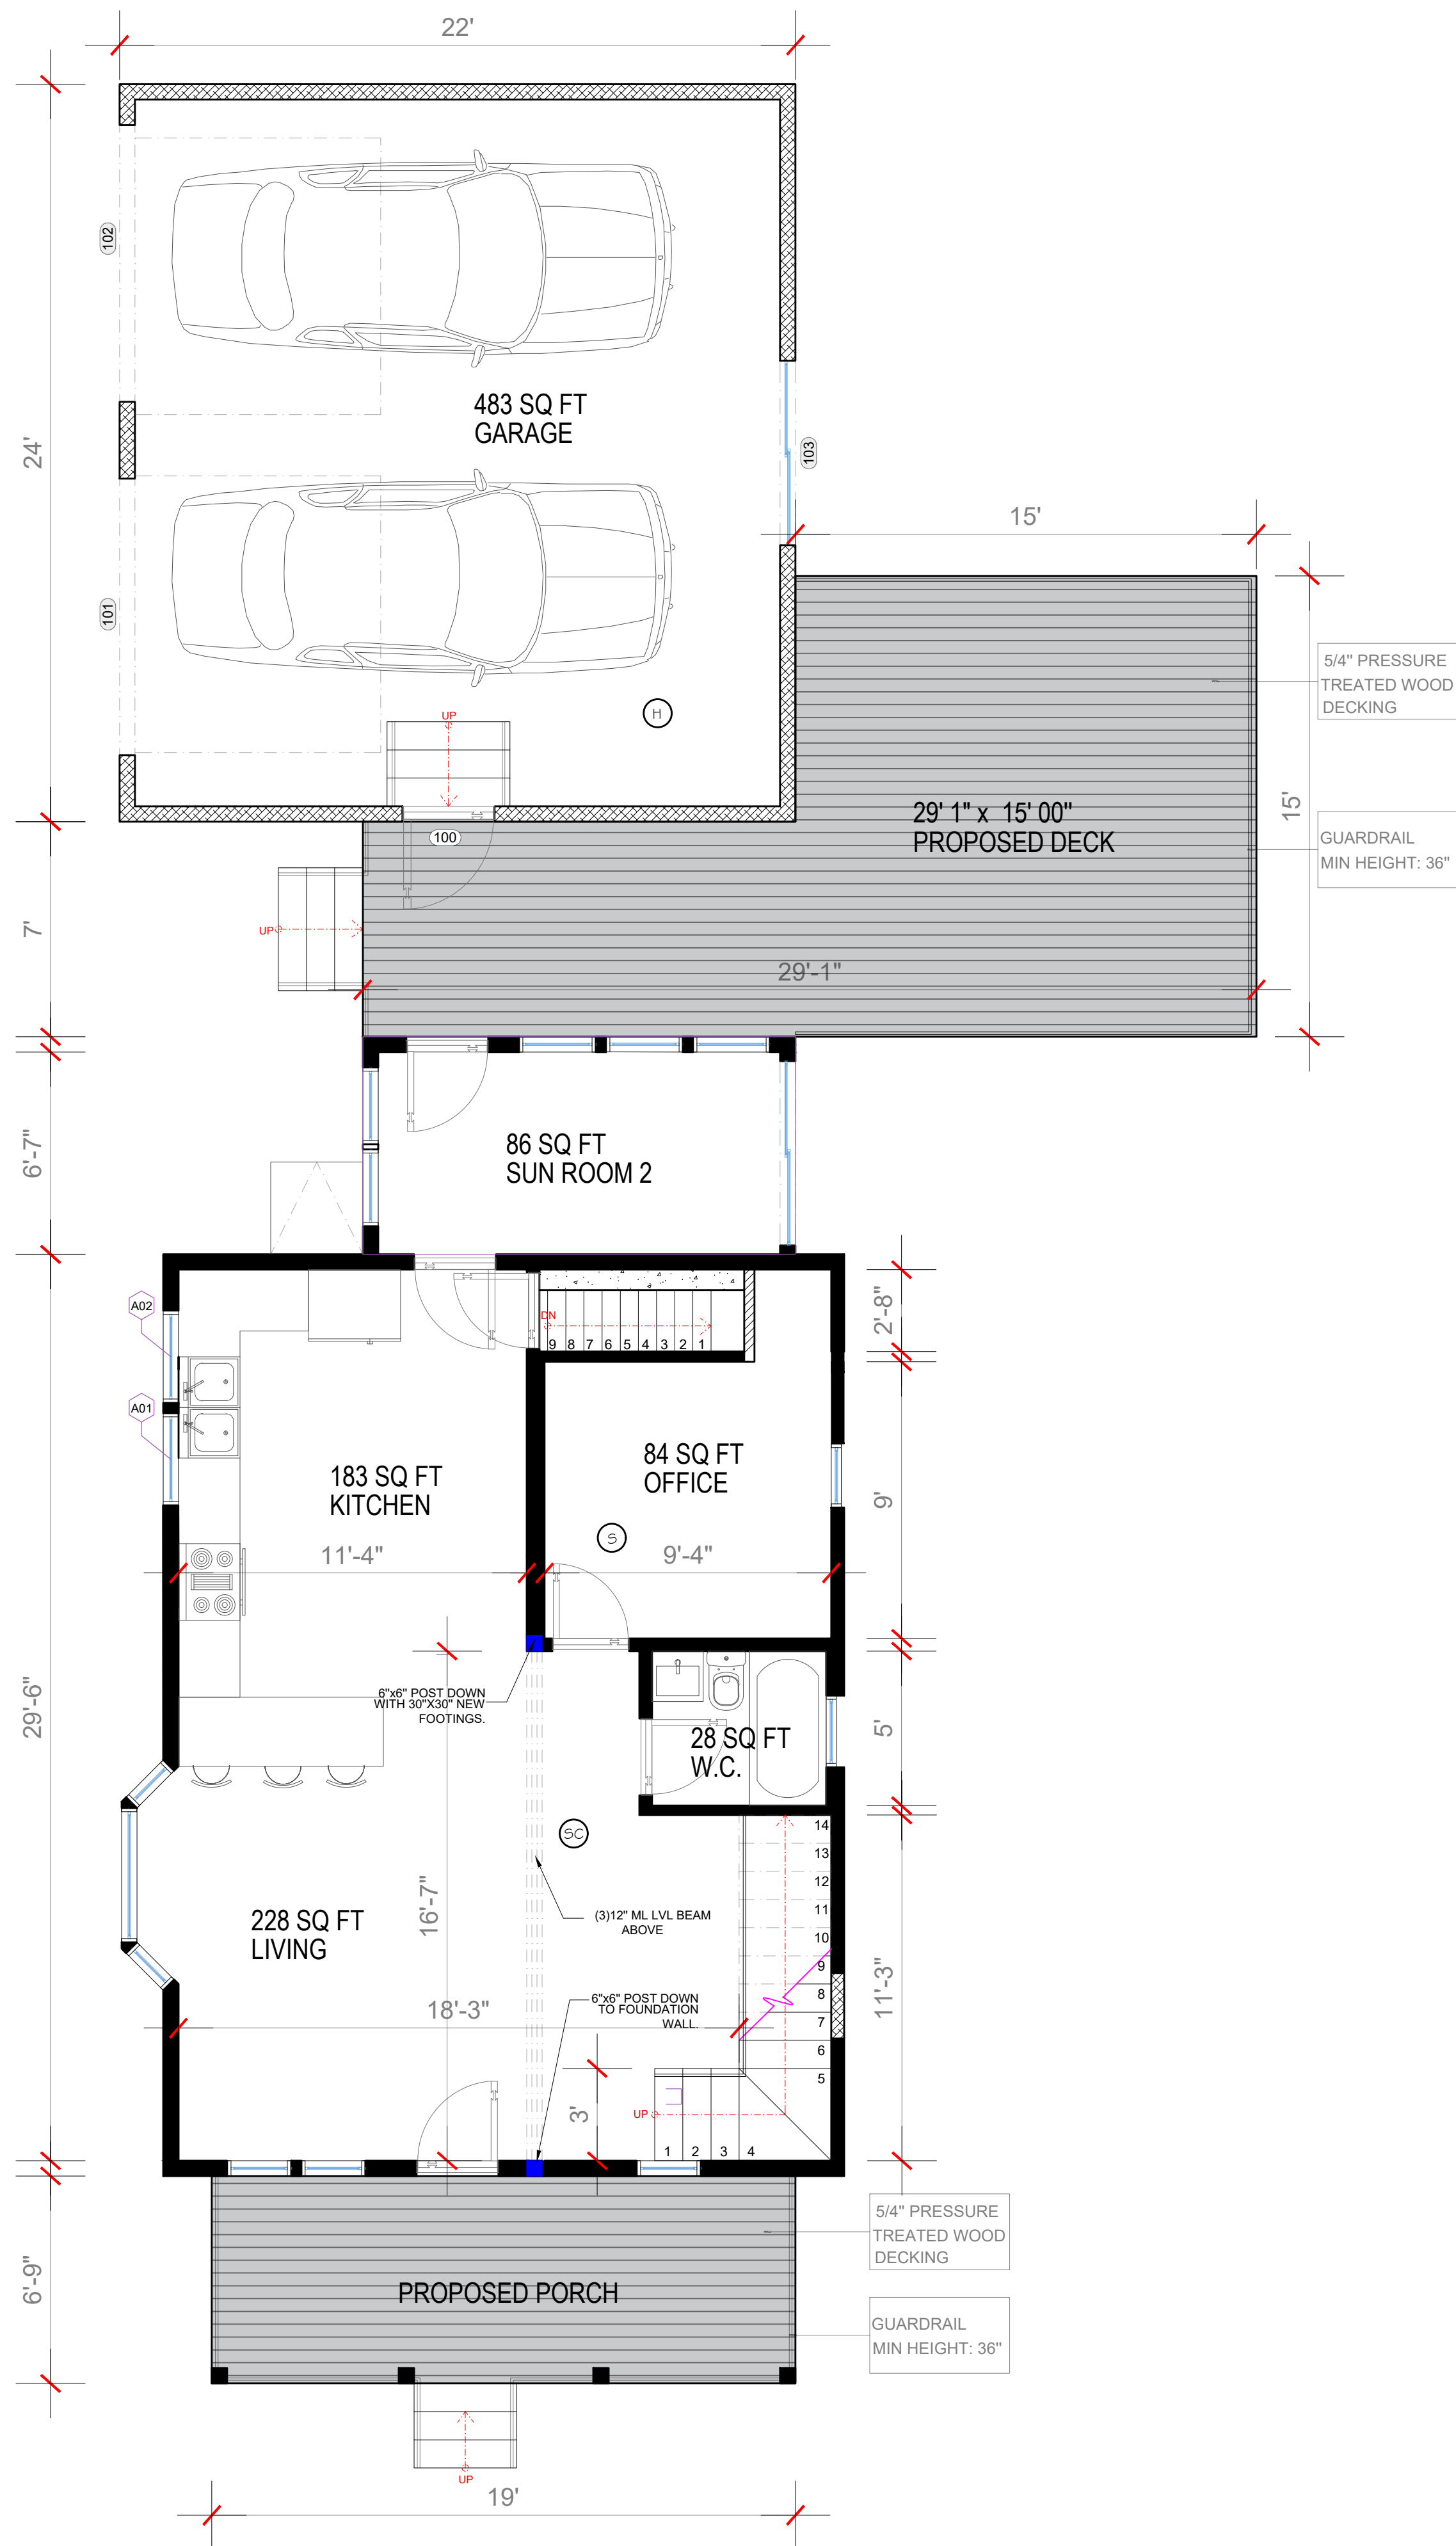 22'
102
24'
483 SQ FT
GARAGE
103
15'
101
5/4" PRESSURE
TREATED WOOD
DECKING
H
UP
29' 1" x 15' 00"
PROPOSED DECK
15'
GUARDRAIL
MIN HEIGHT: 36"
100
7'
UP
29'-1"
6'-7"
86 SQ FT
SUN ROOM 2
A02
DN
9 8 7 6 5 4 3 2 1
2'-8"
A01
183 SQ FT
KITCHEN
84 SQ FT
OFFICE
9'
S
11'-4"
9'-4"
29'-6"
6"x6" POST DOWN
WITH 30"X30" NEW
FOOTINGS.
28 SQ FT
W.C.
5'
SC
14
13
12
11
10
9
8
7
6
5
16'-7"
(3)12" ML LVL BEAM
ABOVE
228 SQ FT
LIVING
11'-3"
6"x6" POST DOWN
TO FOUNDATION
WALL.
18'-3"
3'
UP
1 2 3 4
5/4" PRESSURE
TREATED WOOD
DECKING
6'-9"
PROPOSED PORCH
GUARDRAIL
MIN HEIGHT: 36"
UP
19'